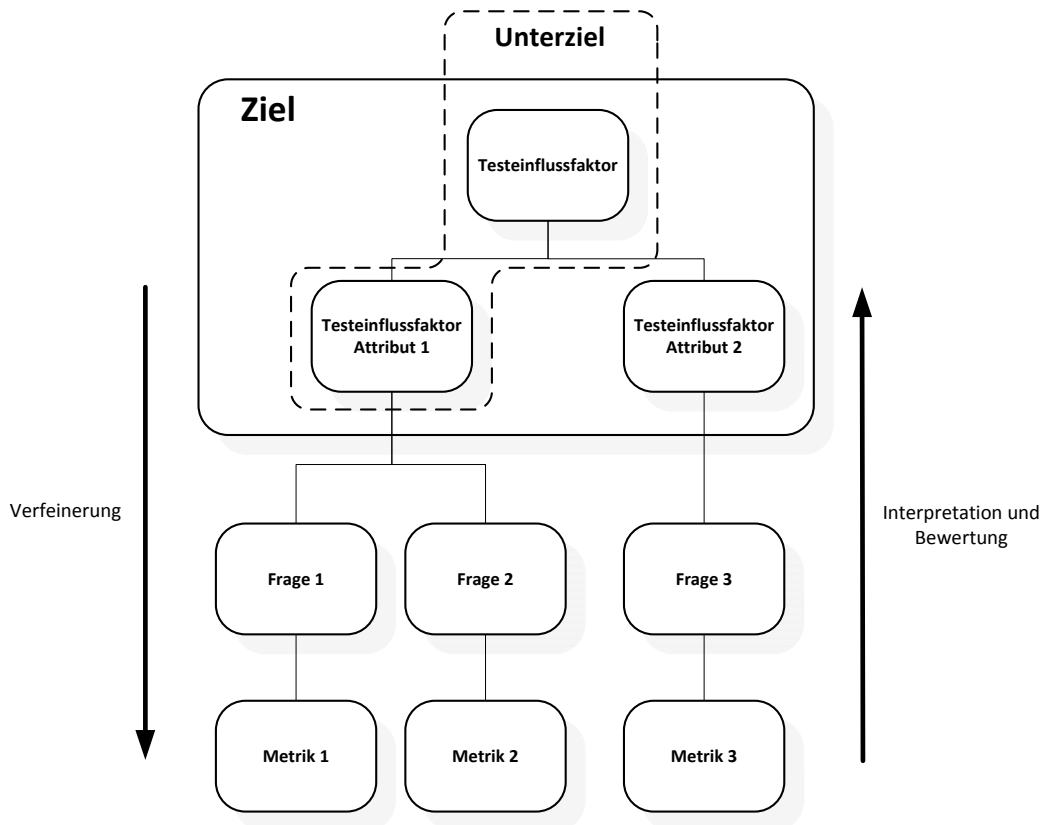 Unterziel
Ziel
Testeinflussfaktor
Testeinflussfaktor
Attribut 1
Testeinflussfaktor
Attribut 2
Verfeinerung
Interpretation und
Bewertung
Frage 1
Frage 2
Frage 3
Metrik 1
Metrik 2
Metrik 3